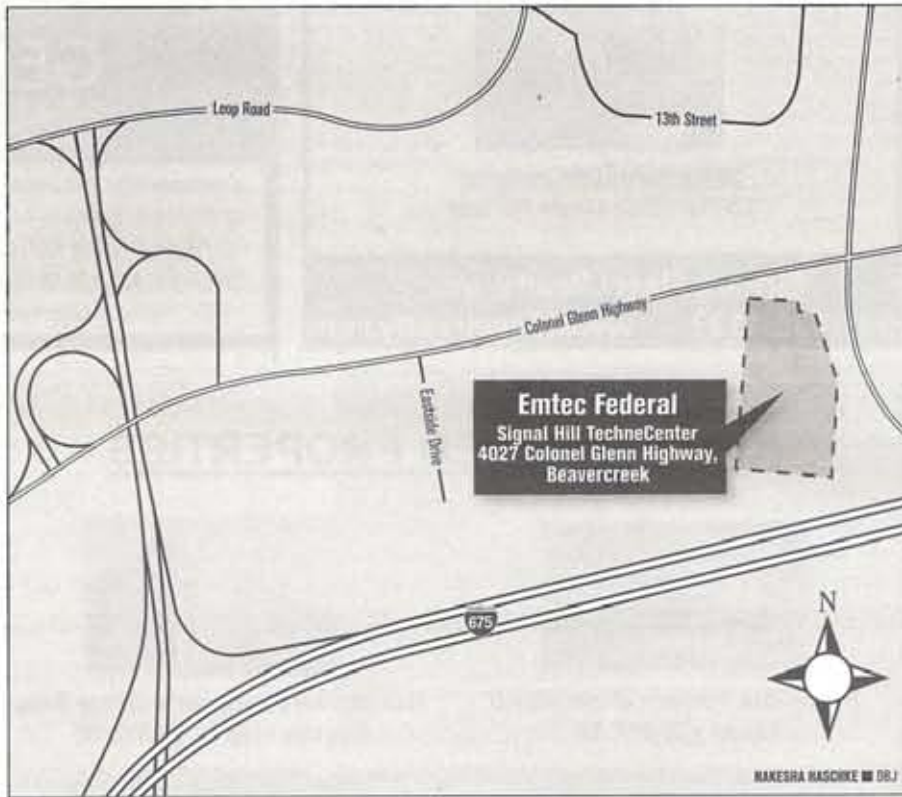 Loop Road
13th Street
Colonel Glenn Highway
Eastside Drive
Emtec Federal
Signal Hill TechneCenter
4027 Colonel Glenn Highway,
Beavercreek
675
N
NAKESHA HASCHKE ■ DBJ